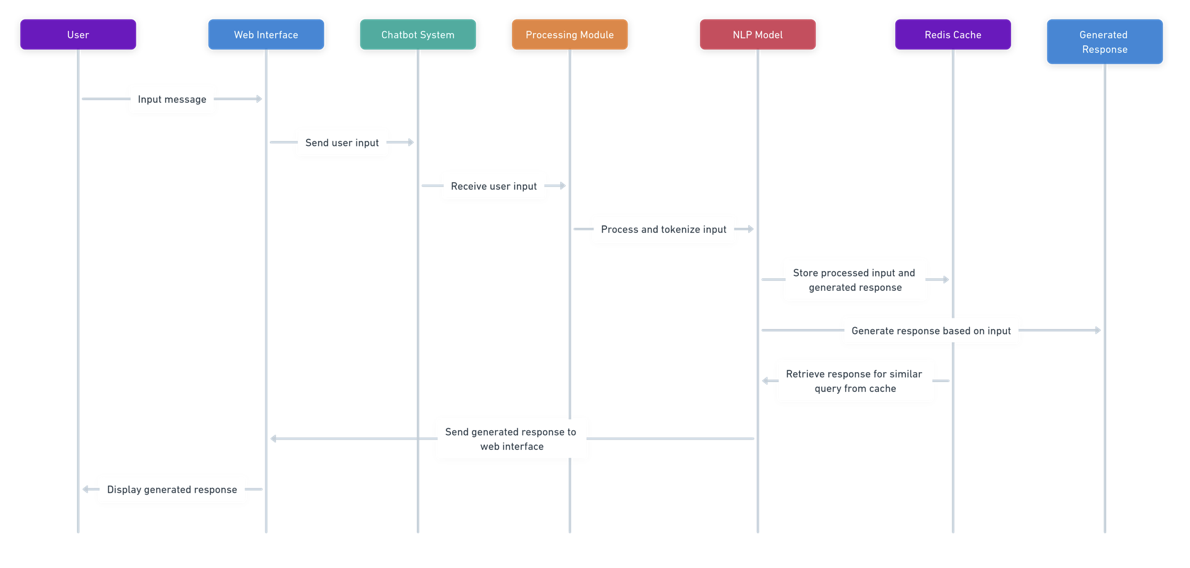 User
Web Interface
Chatbot System
Processing Module
NLP Model
Redis Cache
Generated
Response
Input message
Send user input
Receive user input
Process and tokenize input
Store processed input and
generated response
Generate response based on input
Retrieve response for similar
query from cache
Send generated response to
web interface
Display generated response